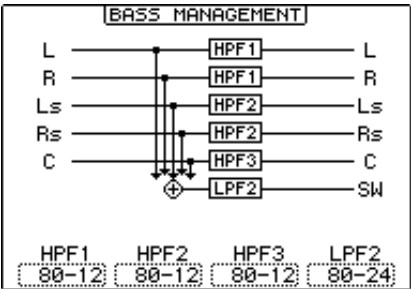 BASS MANAGEMENT
L HPF1 L
R HPF1 R
Ls HPF2 Ls
Rs HPF2 Rs
C HPF3 C
LPF2 SW
HPF1 HPF2 HPF3 LPF2
80-12 80-12 80-12 80-24